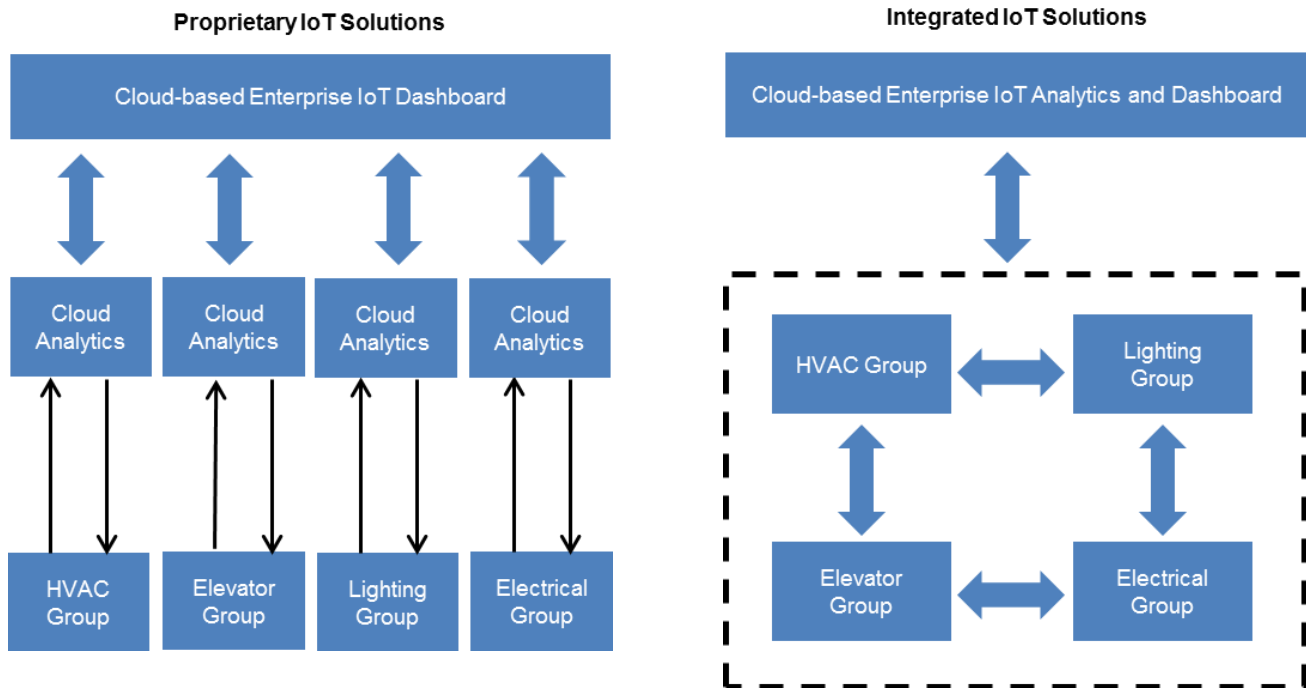 Proprietary IoT Solutions
Cloud-based Enterprise IoT Dashboard
Cloud
Analytics
Cloud
Analytics
Cloud
Analytics
Cloud
Analytics
HVAC
Group
Elevator
Group
Lighting
Group
Electrical
Group
Integrated IoT Solutions
Cloud-based Enterprise IoT Analytics and Dashboard
HVAC Group
Lighting
Group
Elevator
Group
Electrical
Group